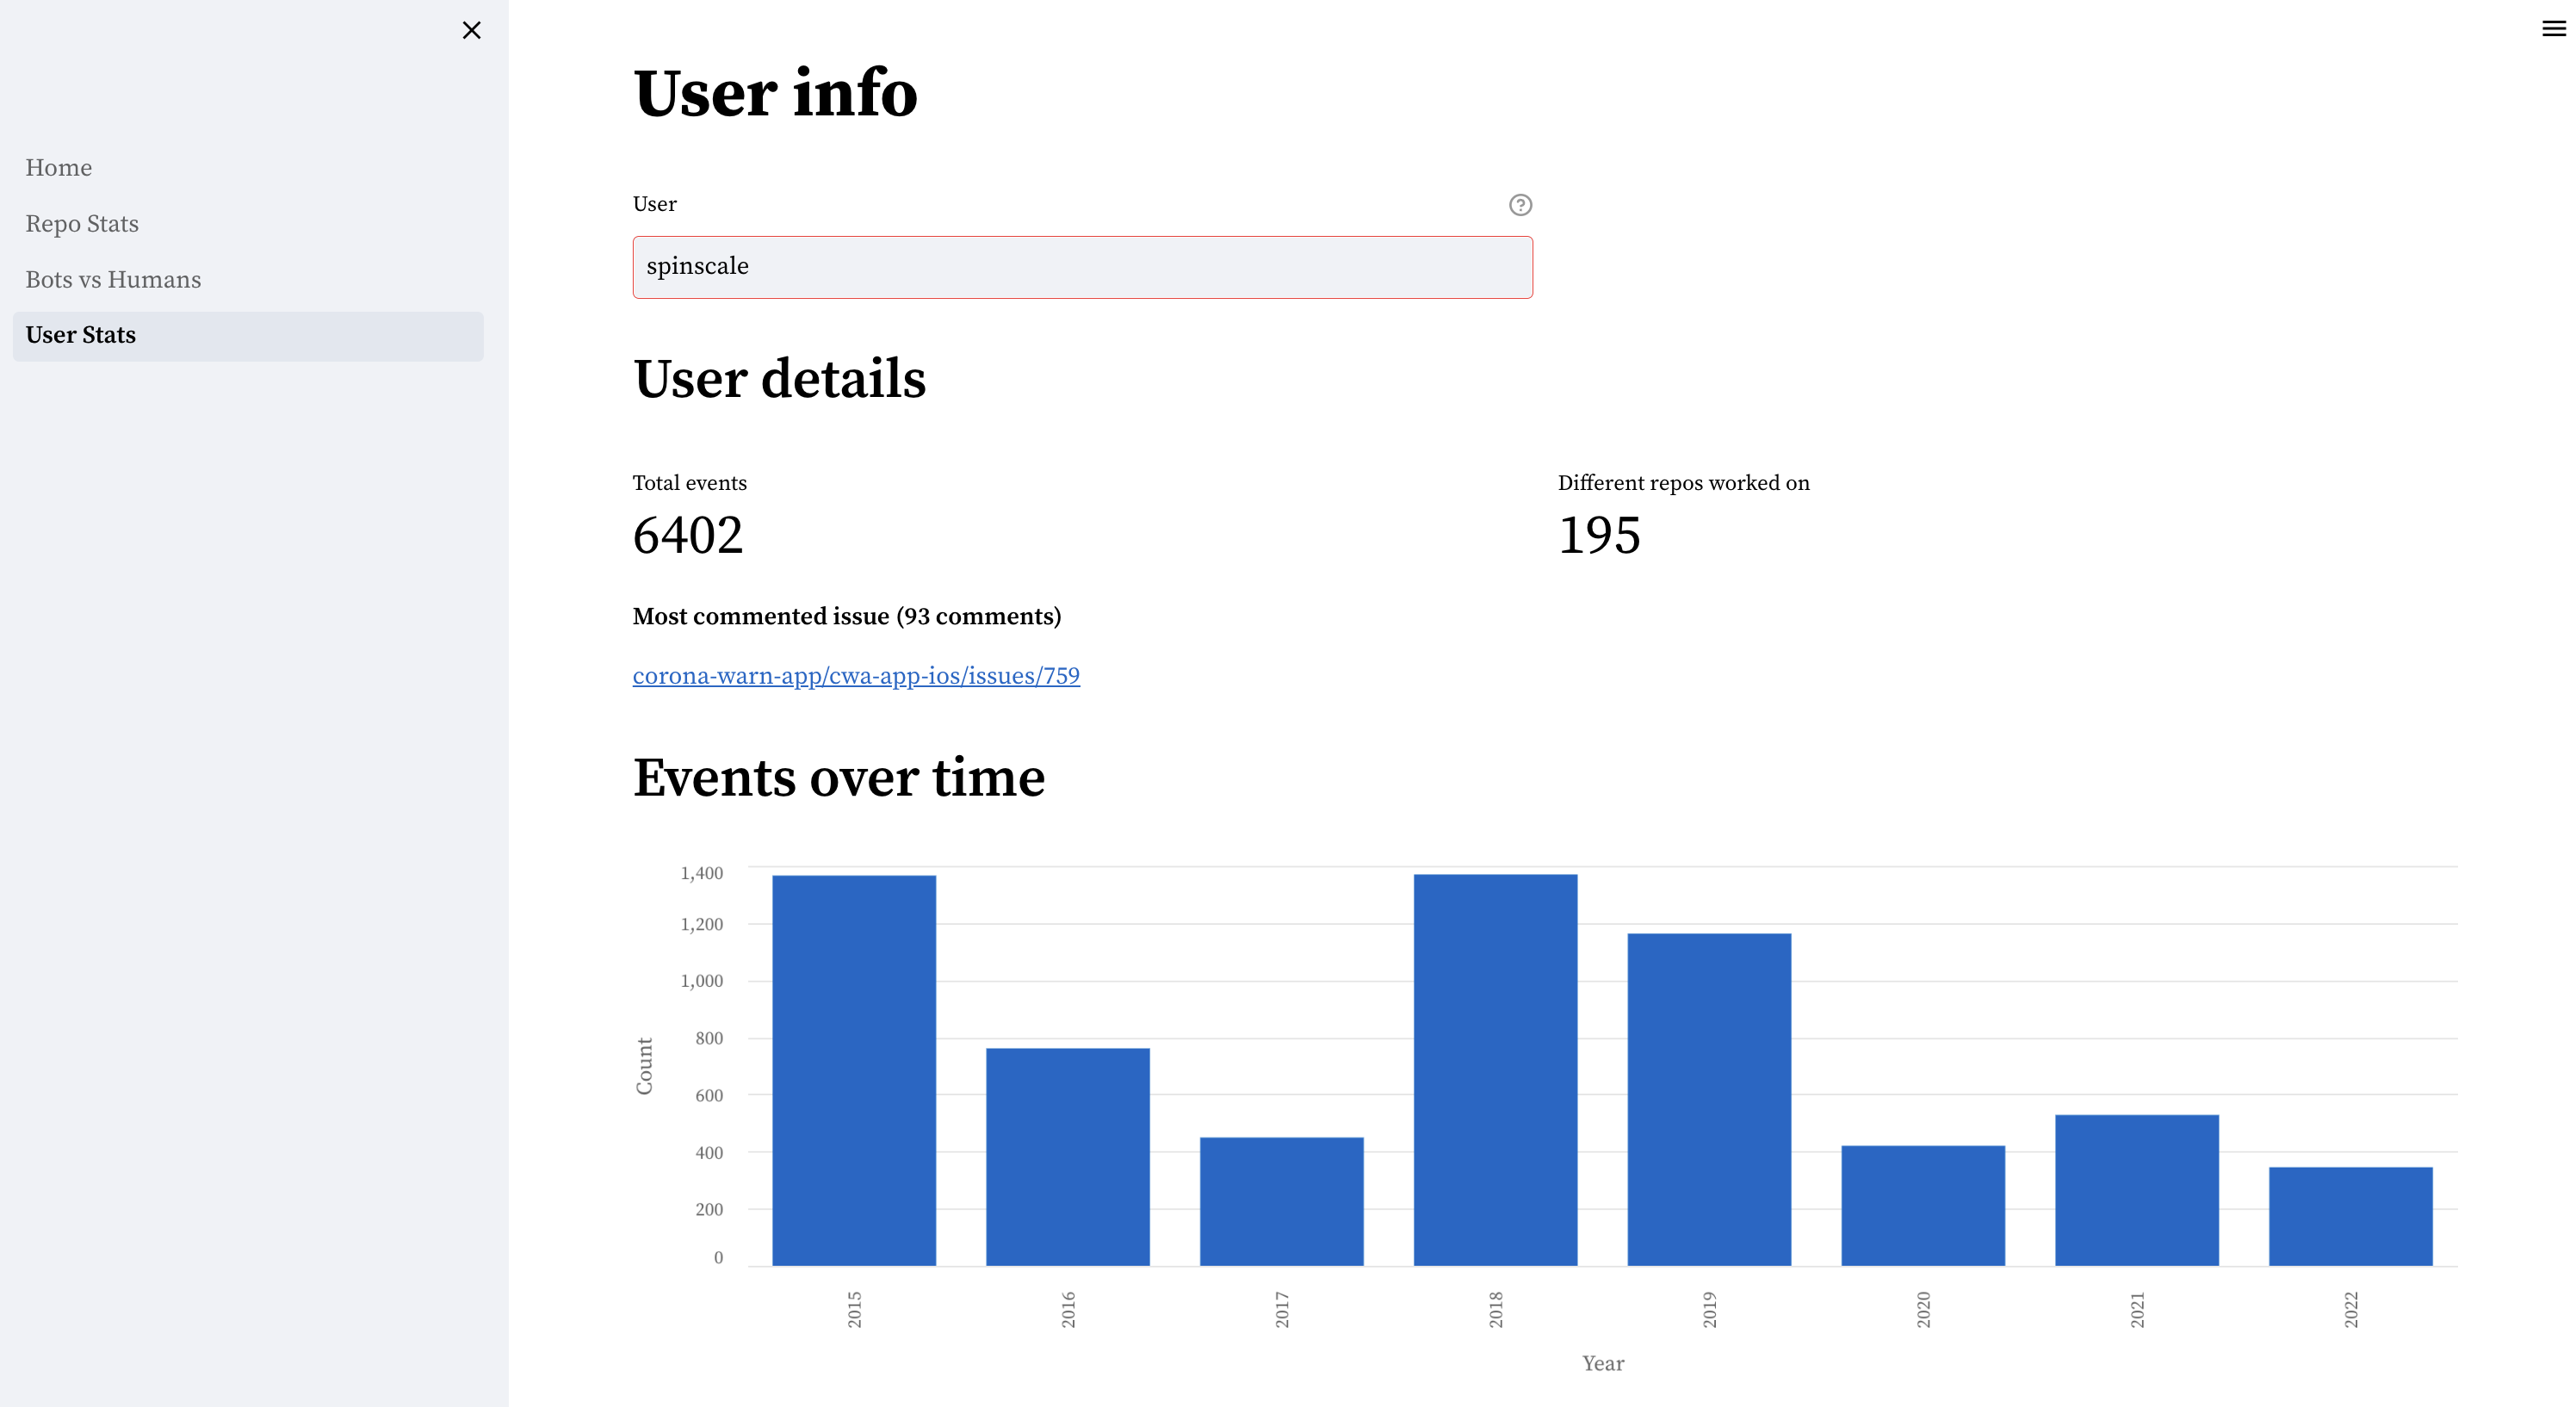 Home
Repo Stats
Bots vs Humans
User Stats
User info
User
spinscale
User details
Total events
6402
Different repos worked on
195
Most commented issue (93 comments)
corona-warn-app/cwa-app-ios/issues/759
Events over time
1,400
1,200
1,000
800
600
400
200
0
Count
2015
2016
2017
2018
2019
2020
2021
2022
Year